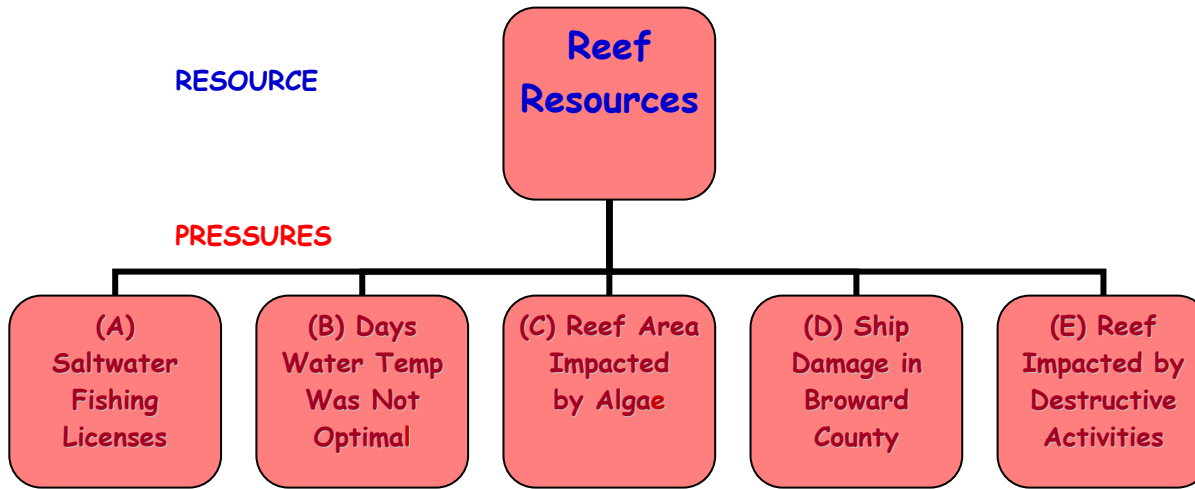 Reef
Resources
RESOURCE
PRESSURES
(A)
Saltwater
Fishing
Licenses
(B) Days
Water Temp
Was Not
Optimal
(C) Reef Area
Impacted
by Algae
(D) Ship
Damage in
Broward
County
(E) Reef
Impacted by
Destructive
Activities